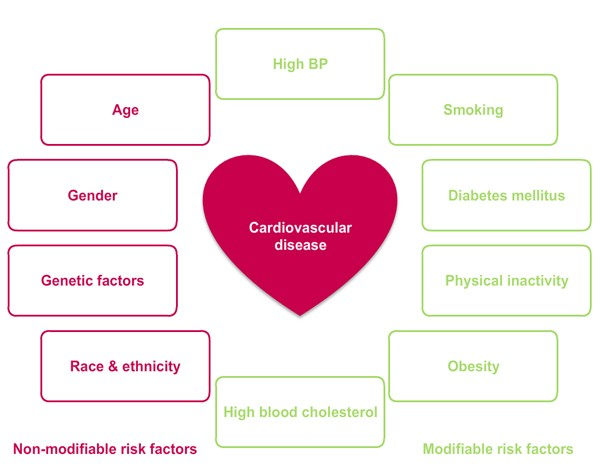 High BP
Age
Smoking
Gender
Diabetes mellitus
Cardiovascular
disease
Genetic factors
Physical inactivity
Race & ethnicity
Obesity
High blood cholesterol
Non-modifiable risk factors
Modifiable risk factors